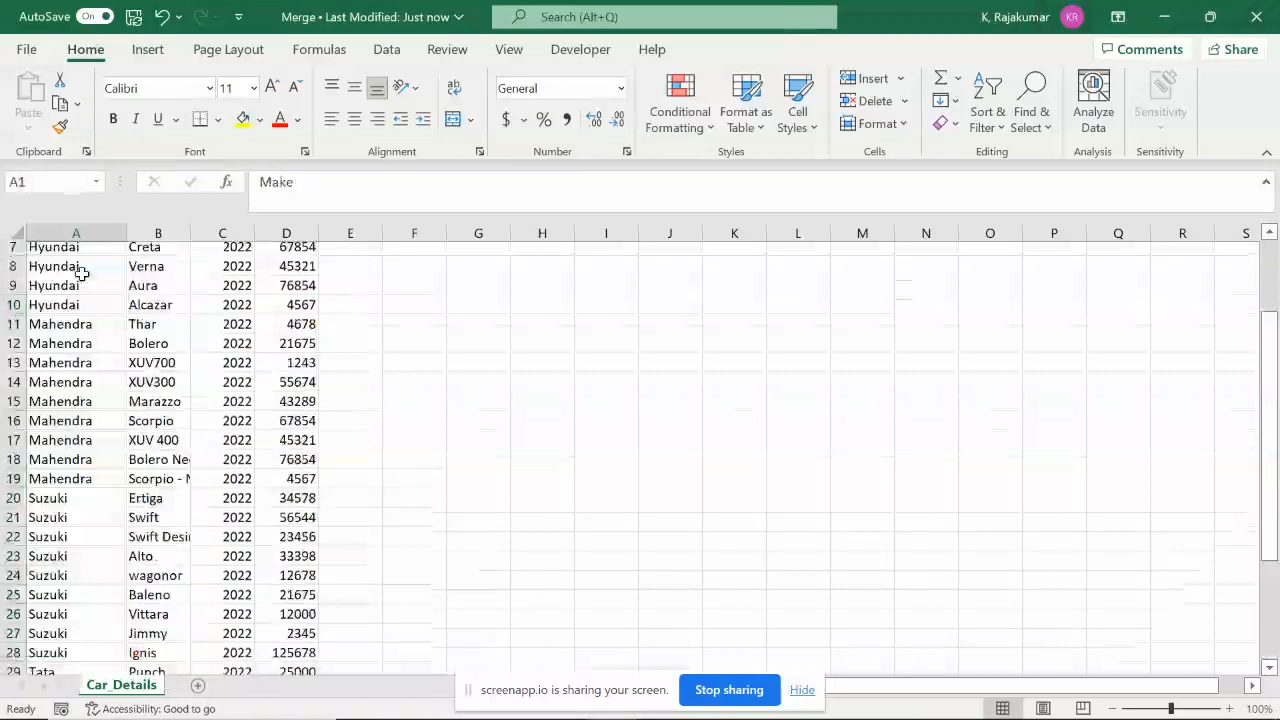 AutoSave On Merge • Last Modified: Just now Search (Alt+Q) K, Rajakumar KR
File Home Insert Page Layout Formulas Data Review View Developer Help Comments Share
Paste Calibri 11 General Conditional Formatting Format as Table Cell Styles Insert Delete Format Sort & Filter Find & Select Analyze Data Sensitivity
Clipboard Font Alignment Number Styles Cells Editing Analysis Sensitivity
A1 fx Make
A B C D E F G H I J K L M N O P Q R S
7 Hyundai Creta 2022 67854
8 Hyundai Verna 2022 45321
9 Hyundai Aura 2022 76854
10 Hyundai Alcazar 2022 4567
11 Mahendra Thar 2022 4678
12 Mahendra Bolero 2022 21675
13 Mahendra XUV700 2022 1243
14 Mahendra XUV300 2022 55674
15 Mahendra Marazzo 2022 43289
16 Mahendra Scorpio 2022 67854
17 Mahendra XUV 400 2022 45321
18 Mahendra Bolero Ne 2022 76854
19 Mahendra Scorpio - N 2022 4567
20 Suzuki Ertiga 2022 34578
21 Suzuki Swift 2022 56544
22 Suzuki Swift Desi 2022 23456
23 Suzuki Alto 2022 33398
24 Suzuki wagonor 2022 12678
25 Suzuki Baleno 2022 21675
26 Suzuki Vittara 2022 12000
27 Suzuki Jimmy 2022 2345
28 Suzuki Ignis 2022 125678
29 Tata Punch 2022 25000
Car_Details
screenapp.io is sharing your screen. Stop sharing Hide
Ready Accessibility: Good to go 100%